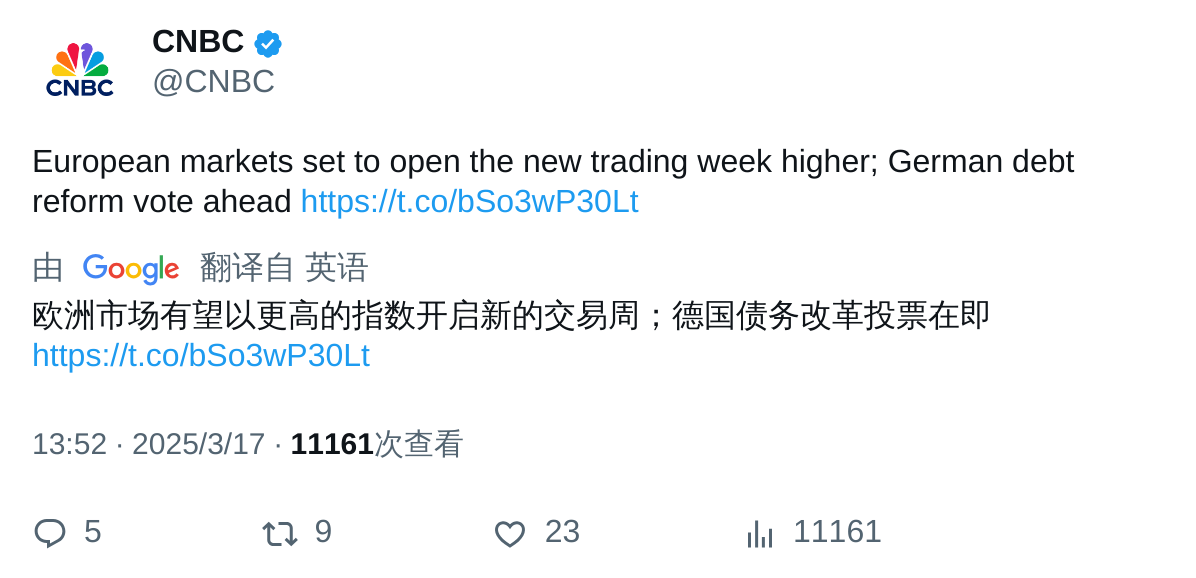 CNBC
CNBC
@CNBC
European markets set to open the new trading week higher; German debt
reform vote ahead https://t.co/bSo3wP30Lt
由 Google 翻译自 英语
欧洲市场有望以更高的指数开启新的交易周；德国债务改革投票在即
https://t.co/bSo3wP30Lt
13:52 · 2025/3/17 · 11161次查看
5 9 23 11161